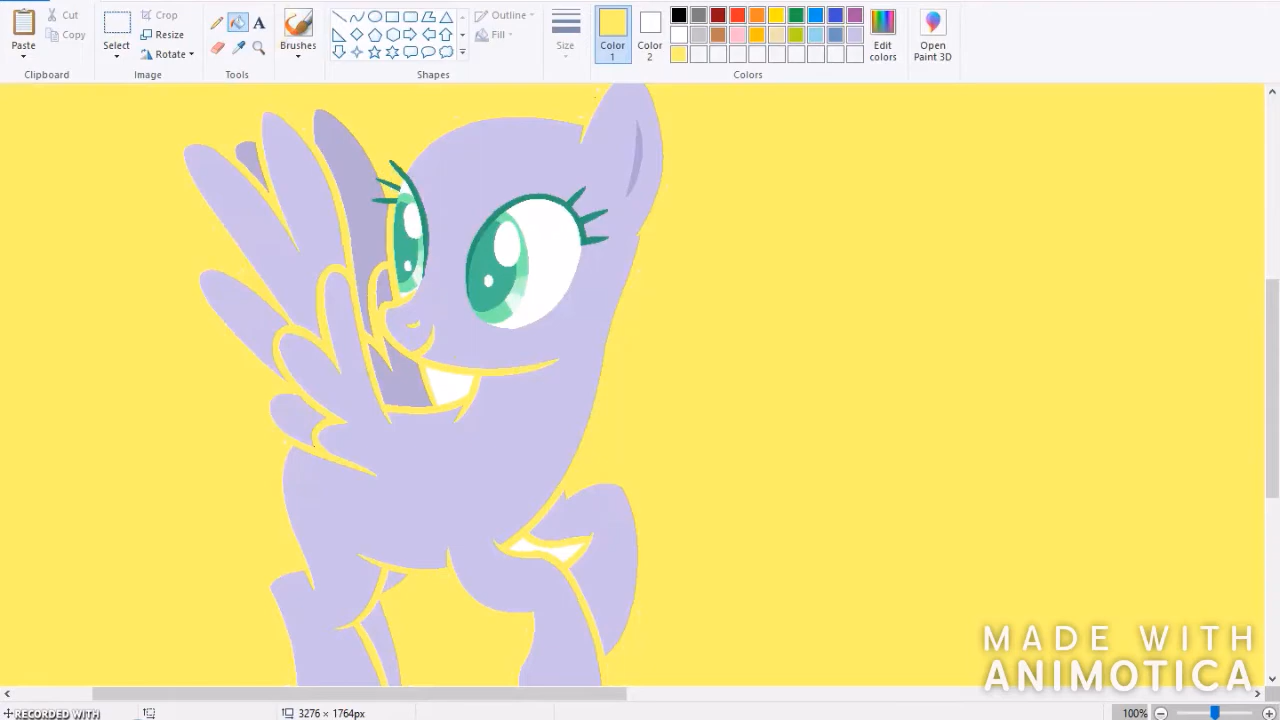 Paste
Cut
Copy
Clipboard
Select
Crop
Resize
Rotate
Image
A
Tools
Brushes
Shapes
Outline
Fill
Size
Color 1
Color 2
Edit colors
Colors
Open Paint 3D
MADE WITH
ANIMOTICA
RECORDED WITH
3276 × 1764px
100%